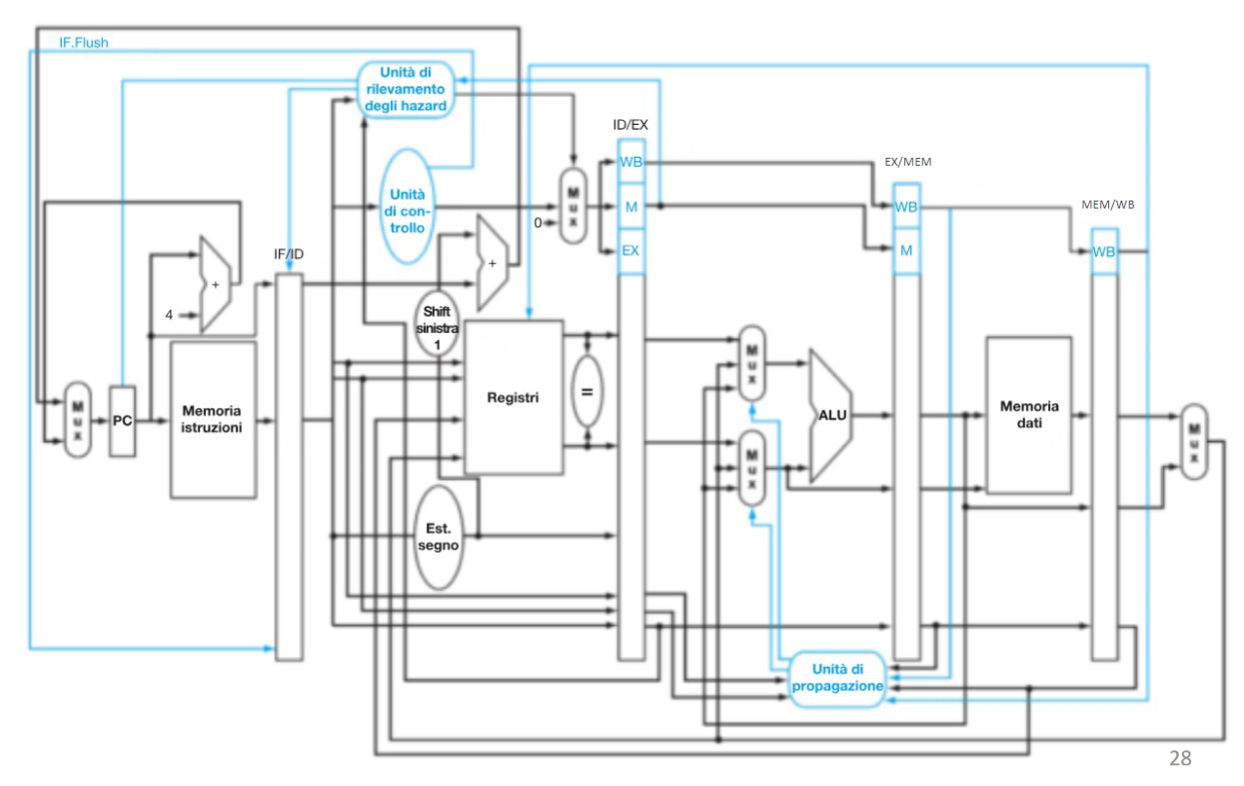 IF.Flush
Unità di
rilevamento
degli hazard
ID/EX
WB
M
EX
EX/MEM
WB
M
MEM/WB
WB
Unità
di con-
trollo
0
M
u
x
IF/ID
+
4
+
Shift
sinistra
1
M
u
x
PC
Memoria
istruzioni
Registri
=
M
u
x
M
u
x
ALU
Memoria
dati
M
u
x
Est.
segno
Unità di
propagazione
28